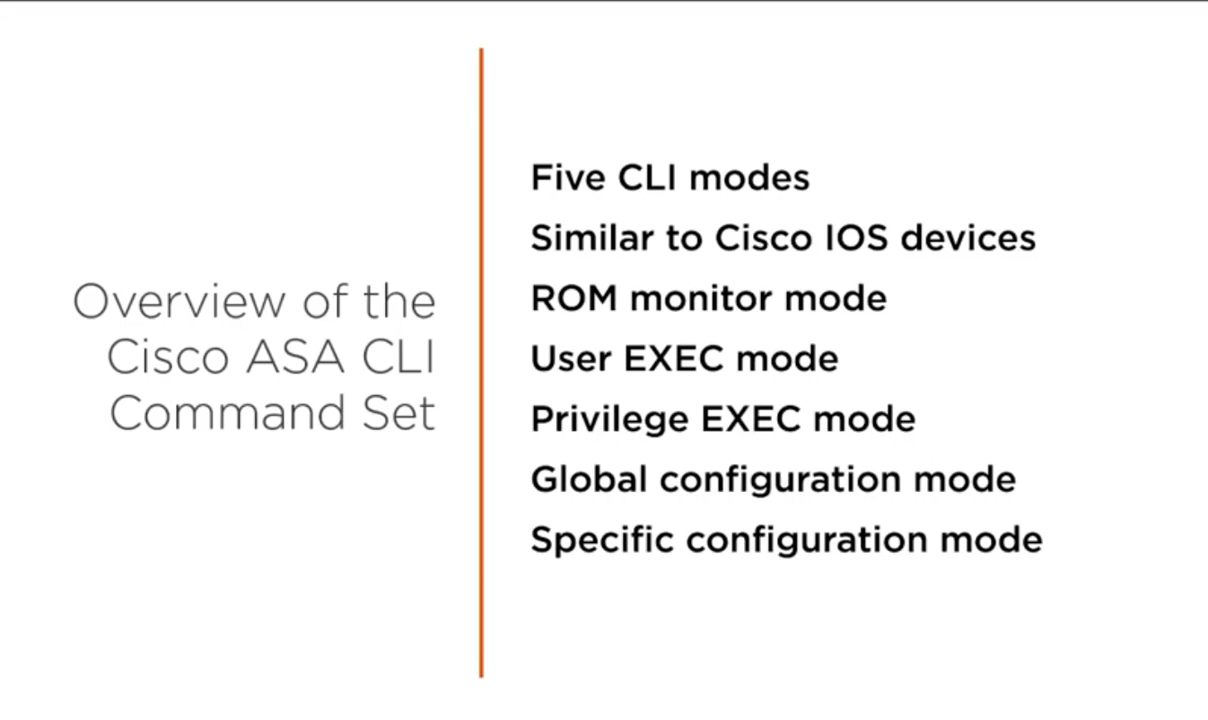 Overview of the
Cisco ASA CLI
Command Set
Five CLI modes
Similar to Cisco IOS devices
ROM monitor mode
User EXEC mode
Privilege EXEC mode
Global configuration mode
Specific configuration mode